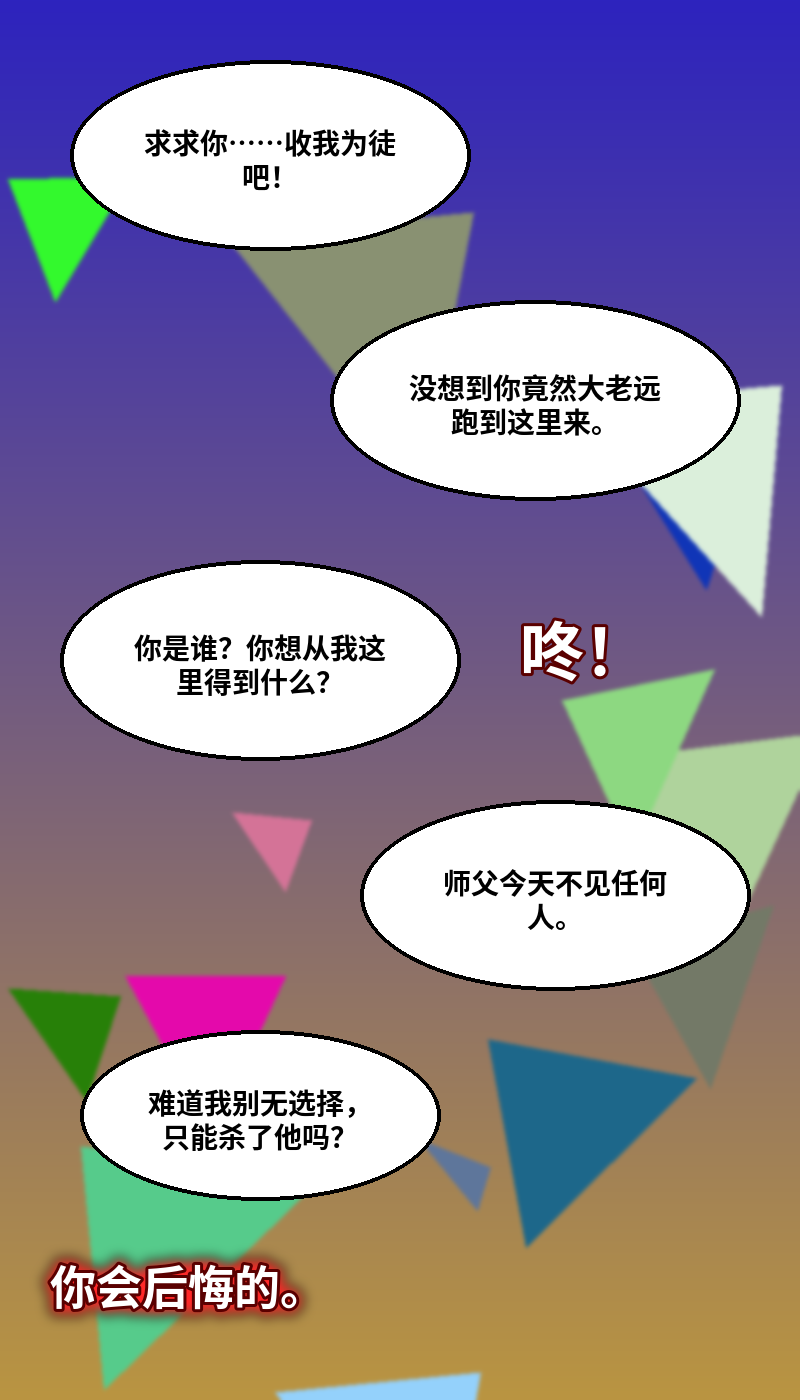 求求你……收我为徒
吧！
没想到你竟然大老远
跑到这里来。
你是谁？你想从我这
里得到什么？
咚！
师父今天不见任何
人。
难道我别无选择，
只能杀了他吗？
你会后悔的。